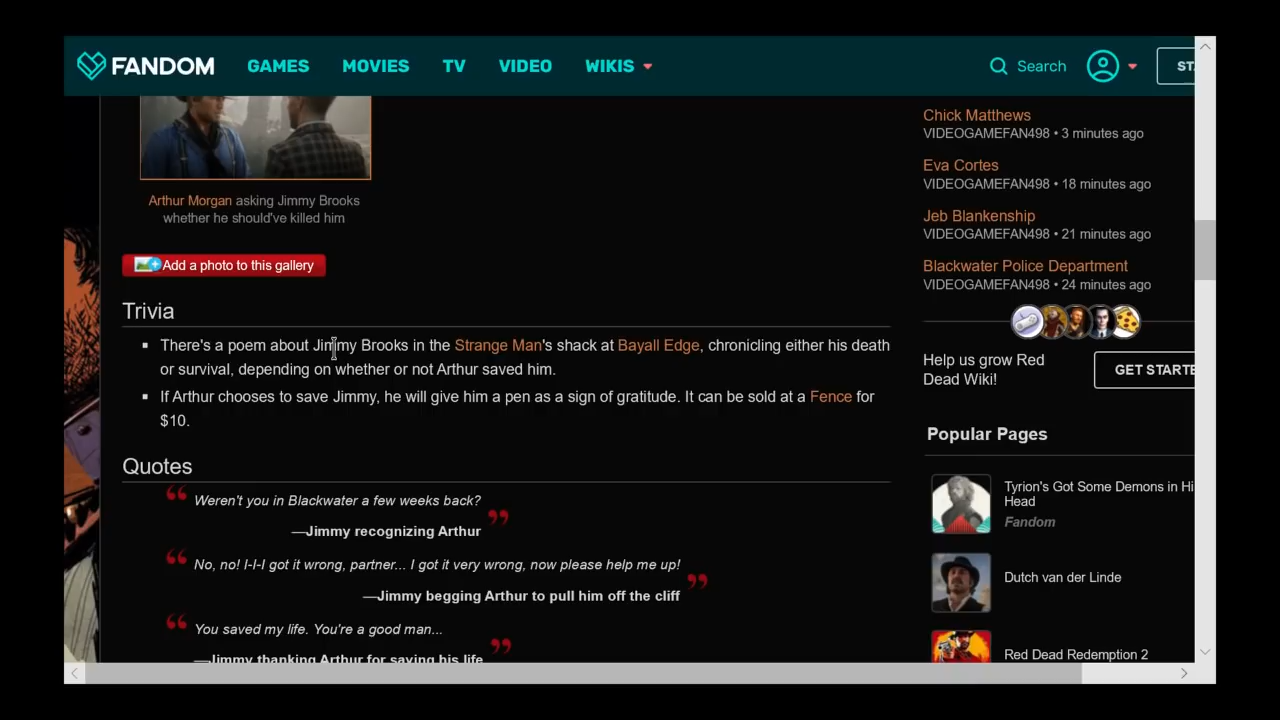 FANDOM GAMES MOVIES TV VIDEO WIKIS Search
Arthur Morgan asking Jimmy Brooks
whether he should've killed him
Add a photo to this gallery
Trivia
There's a poem about Jimmy Brooks in the Strange Man's shack at Bayall Edge, chronicling either his death
or survival, depending on whether or not Arthur saved him.
If Arthur chooses to save Jimmy, he will give him a pen as a sign of gratitude. It can be sold at a Fence for
$10.
Quotes
“ Weren't you in Blackwater a few weeks back? ”
—Jimmy recognizing Arthur
“ No, no! I-I-I got it wrong, partner... I got it very wrong, now please help me up! ”
—Jimmy begging Arthur to pull him off the cliff
“ You saved my life. You're a good man... ”
—Jimmy thanking Arthur for saving his life
Chick Matthews
VIDEOGAMEFAN498 • 3 minutes ago
Eva Cortes
VIDEOGAMEFAN498 • 18 minutes ago
Jeb Blankenship
VIDEOGAMEFAN498 • 21 minutes ago
Blackwater Police Department
VIDEOGAMEFAN498 • 24 minutes ago
Help us grow Red
Dead Wiki!
GET STARTE
Popular Pages
Tyrion's Got Some Demons in Hi
Head
Fandom
Dutch van der Linde
Red Dead Redemption 2